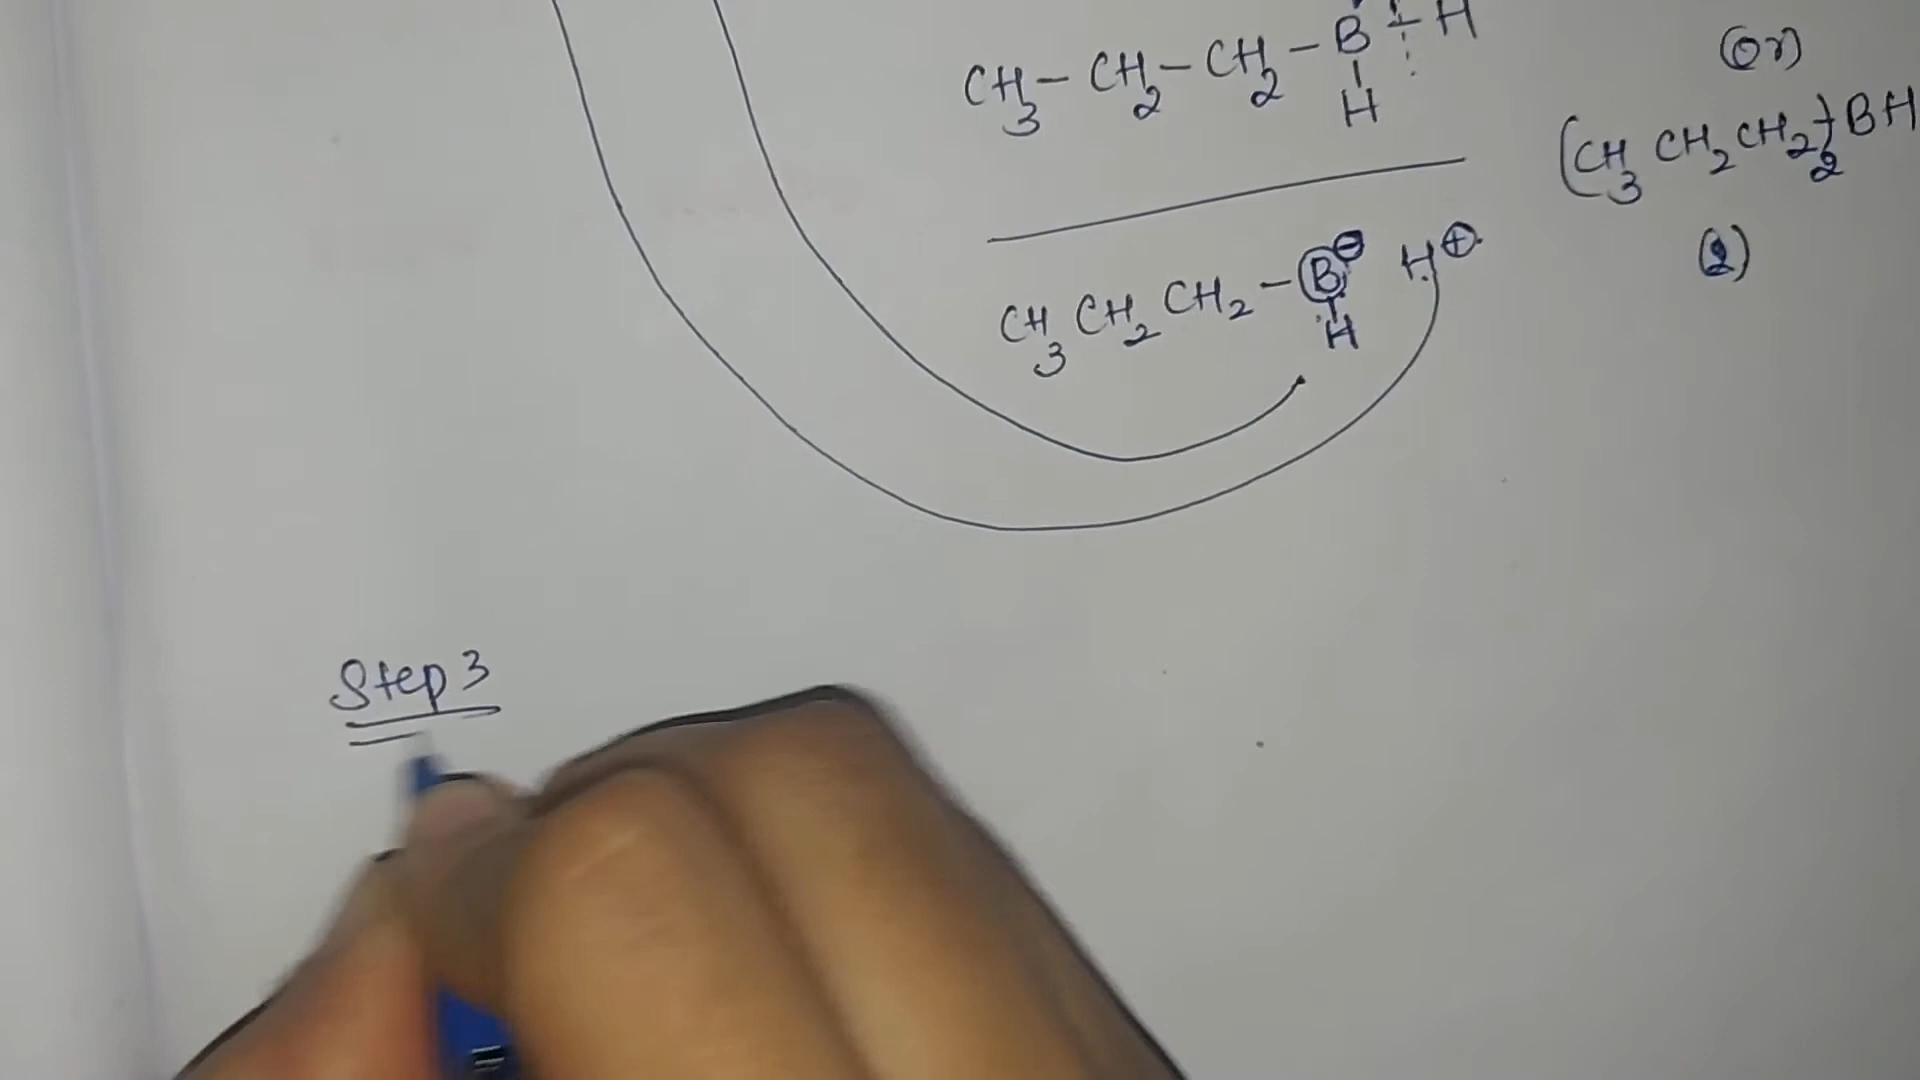 CH₃ – CH₂ – CH₂ – B + H
H
(or)
(CH₃ CH₂ CH₂)₂ BH
(2)
CH₃ CH₂ CH₂ – B⊖ H⊕
H
Step 3